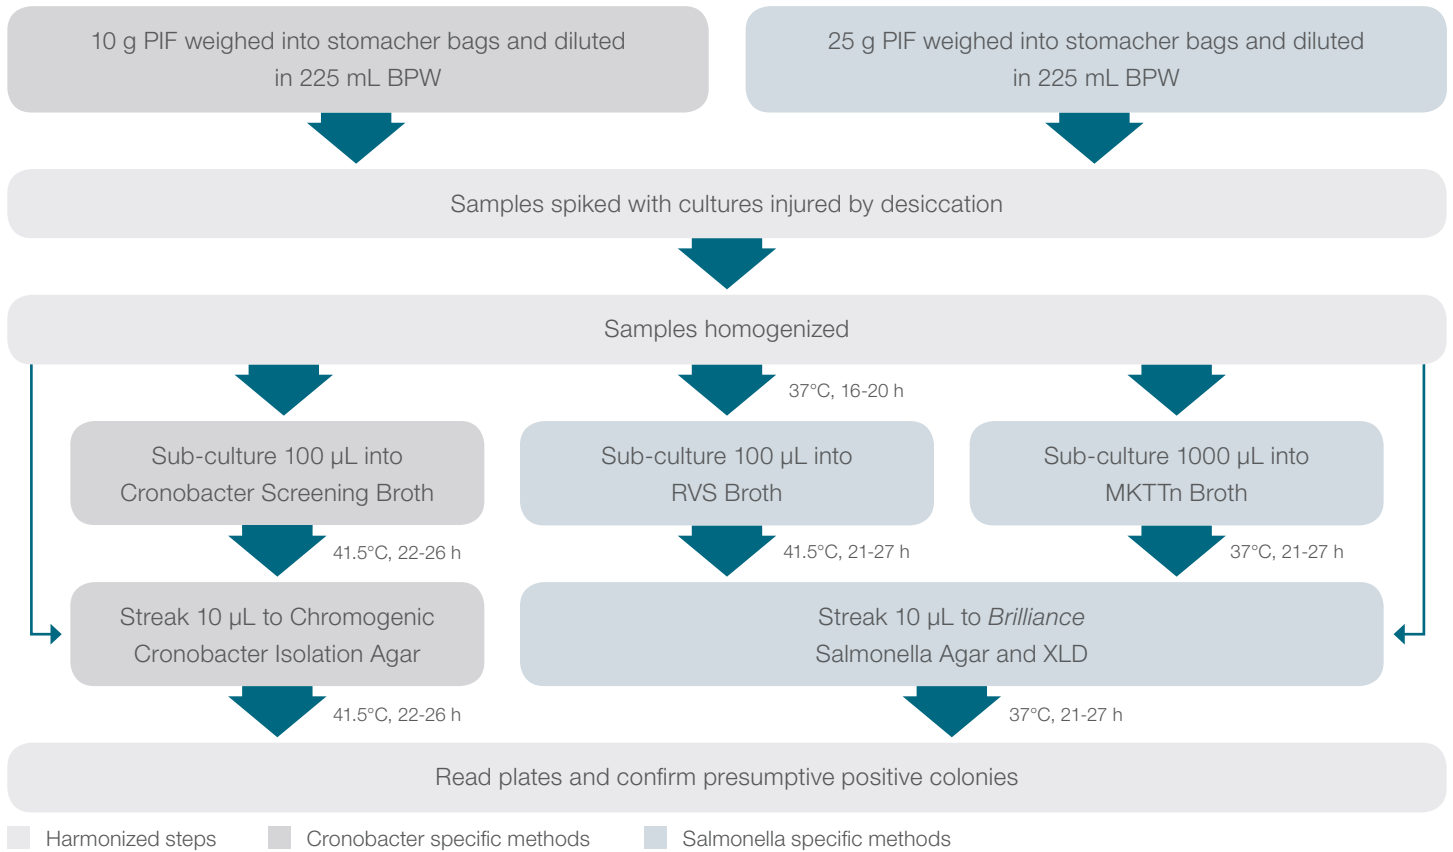 10 g PIF weighed into stomacher bags and diluted
in 225 mL BPW
25 g PIF weighed into stomacher bags and diluted
in 225 mL BPW
Samples spiked with cultures injured by desiccation
Samples homogenized
37°C, 16-20 h
Sub-culture 100 µL into
Cronobacter Screening Broth
Sub-culture 100 µL into
RVS Broth
Sub-culture 1000 µL into
MKTTn Broth
41.5°C, 22-26 h
41.5°C, 21-27 h
37°C, 21-27 h
Streak 10 µL to Chromogenic
Cronobacter Isolation Agar
Streak 10 µL to Brilliance
Salmonella Agar and XLD
41.5°C, 22-26 h
37°C, 21-27 h
Read plates and confirm presumptive positive colonies
Harmonized steps
Cronobacter specific methods
Salmonella specific methods